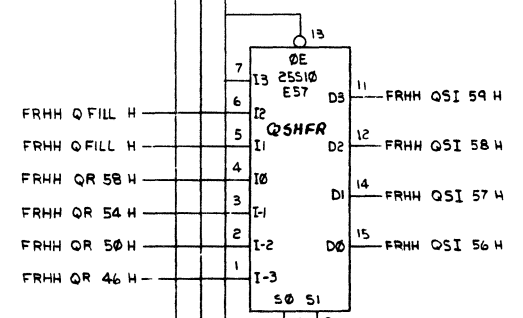 13
ØE
25S10
E57
QSHFR
7 I3
11 D3 FRHH QSI 59 H
FRHH QFILL H 6 I2
FRHH QFILL H 5 I1
12 D2 FRHH QSI 58 H
FRHH QR 58 H 4 IØ
14 D1 FRHH QSI 57 H
FRHH QR 54 H 3 I-1
FRHH QR 5Ø H 2 I-2
15 DØ FRHH QSI 56 H
FRHH QR 46 H 1 I-3
SØ S1